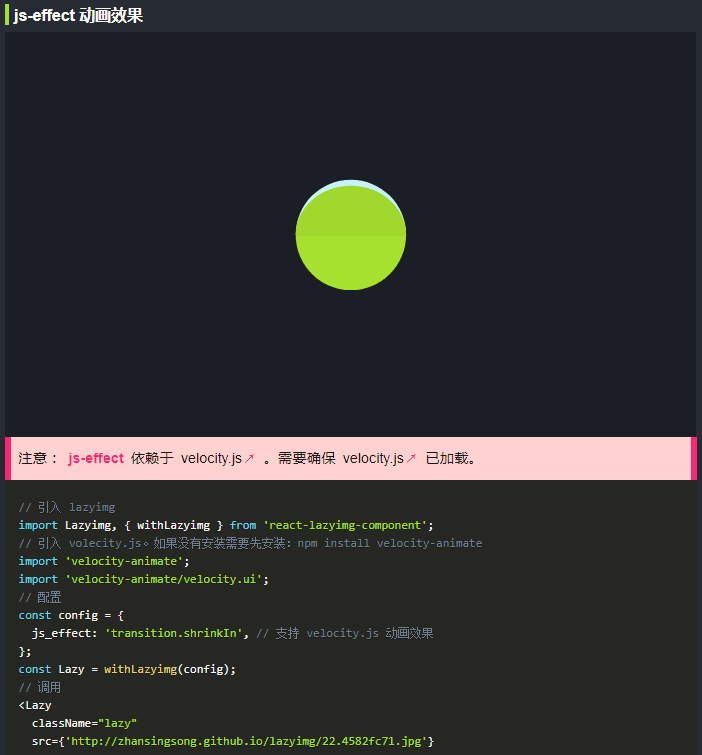 js-effect 动画效果
注意： js-effect 依赖于 velocity.js↗ 。需要确保 velocity.js↗ 已加载。
// 引入 lazyimg
import Lazyimg, { withLazyimg } from 'react-lazyimg-component';
// 引入 volecity.js。如果没有安装需要先安装：npm install velocity-animate
import 'velocity-animate';
import 'velocity-animate/velocity.ui';
// 配置
const config = {
  js_effect: 'transition.shrinkIn', // 支持 velocity.js 动画效果
};
const Lazy = withLazyimg(config);
// 调用
<Lazy
  className="lazy"
  src={'http://zhansingsong.github.io/lazyimg/22.4582fc71.jpg'}